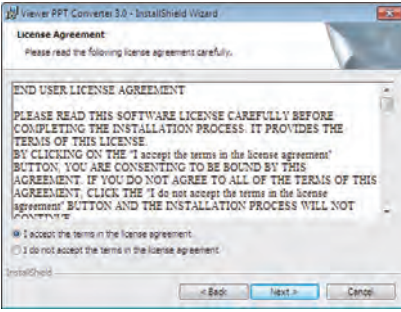 Viewer PPT Converter 3.0 - InstallShield Wizard
License Agreement
Please read the following license agreement carefully.
END USER LICENSE AGREEMENT
PLEASE READ THIS SOFTWARE LICENSE CAREFULLY BEFORE
COMPLETING THE INSTALLATION PROCESS. IT PROVIDES THE
TERMS OF THIS LICENSE.
BY CLICKING ON THE "I accept the terms in the license agreement"
BUTTON, YOU ARE CONSENTING TO BE BOUND BY THIS
AGREEMENT. IF YOU DO NOT AGREE TO ALL OF THE TERMS OF THIS
AGREEMENT, CLICK THE "I do not accept the terms in the license
agreement" BUTTON AND THE INSTALLATION PROCESS WILL NOT
CONTINUE
I accept the terms in the license agreement
I do not accept the terms in the license agreement
InstallShield
< Back
Next >
Cancel